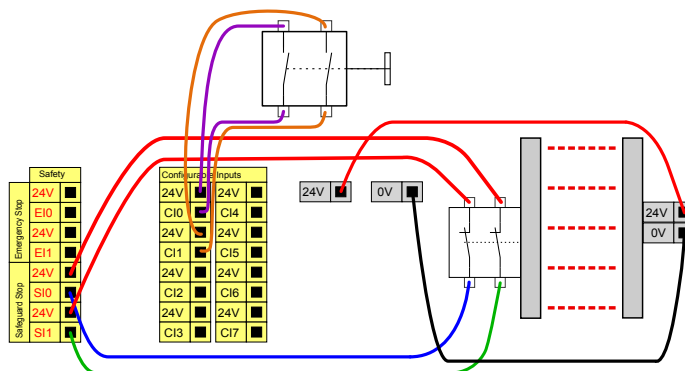 Safety
Emergency Stop
24V
EI0
24V
EI1
Safeguard Stop
24V
SI0
24V
SI1
Configurable Inputs
24V 24V
CI0 CI4
24V 24V
CI1 CI5
24V 24V
CI2 CI6
24V 24V
CI3 CI7
24V 0V
24V
0V